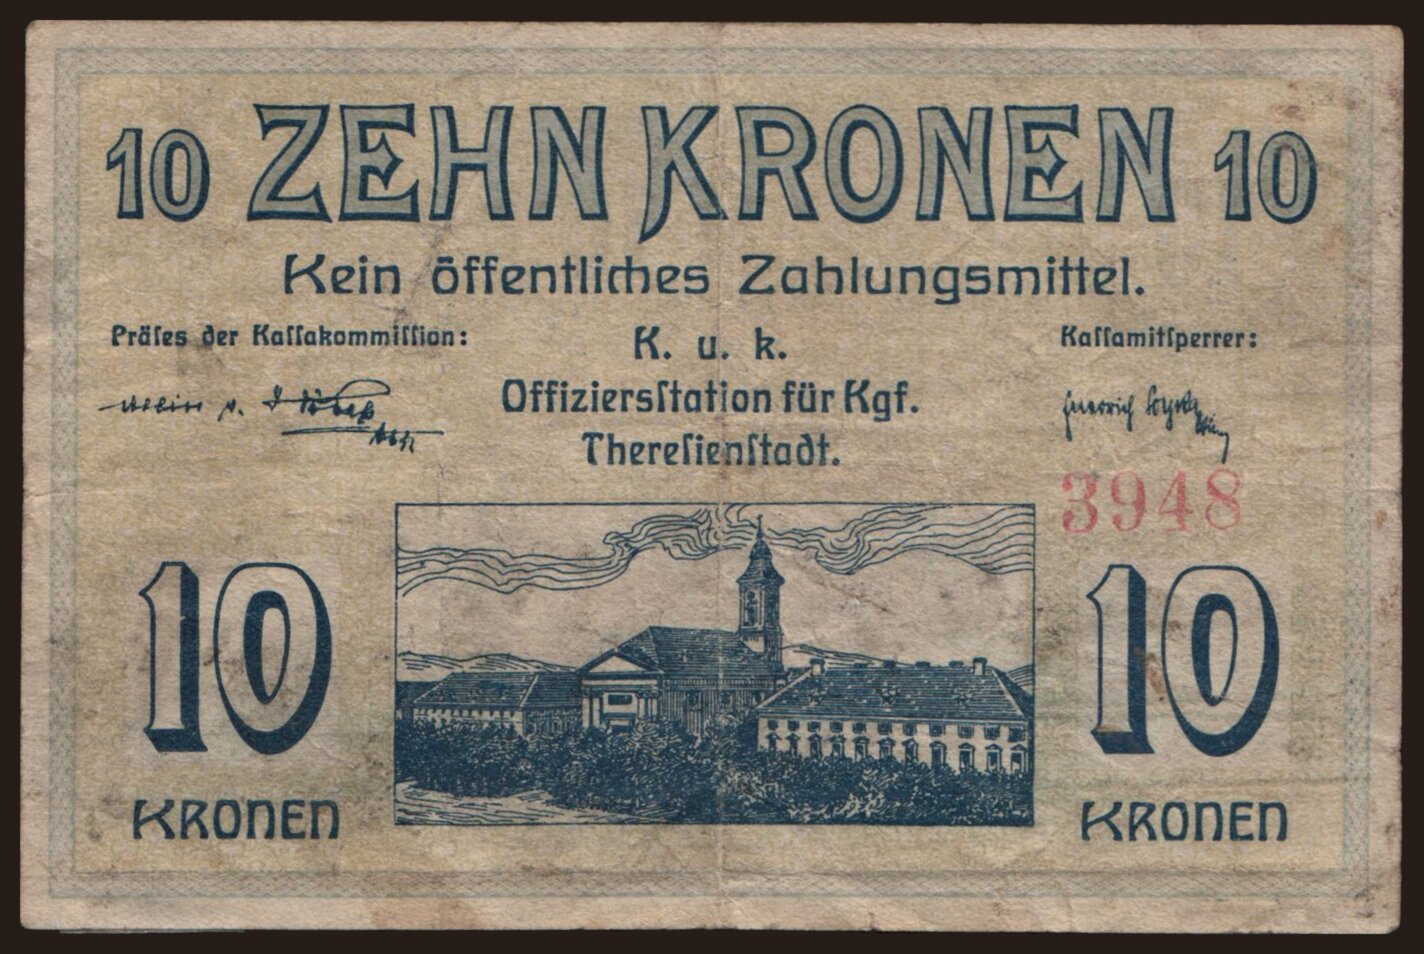 10 ZEHN KRONEN 10
Kein öffentliches Zahlungsmittel.
Präſes der Kaſſakommiſſion:
K. u. k.
Offiziersſtation für Kgf.
Thereſienſtadt.
Kaſſamitſperrer:
3948
10
KRONEN
10
KRONEN